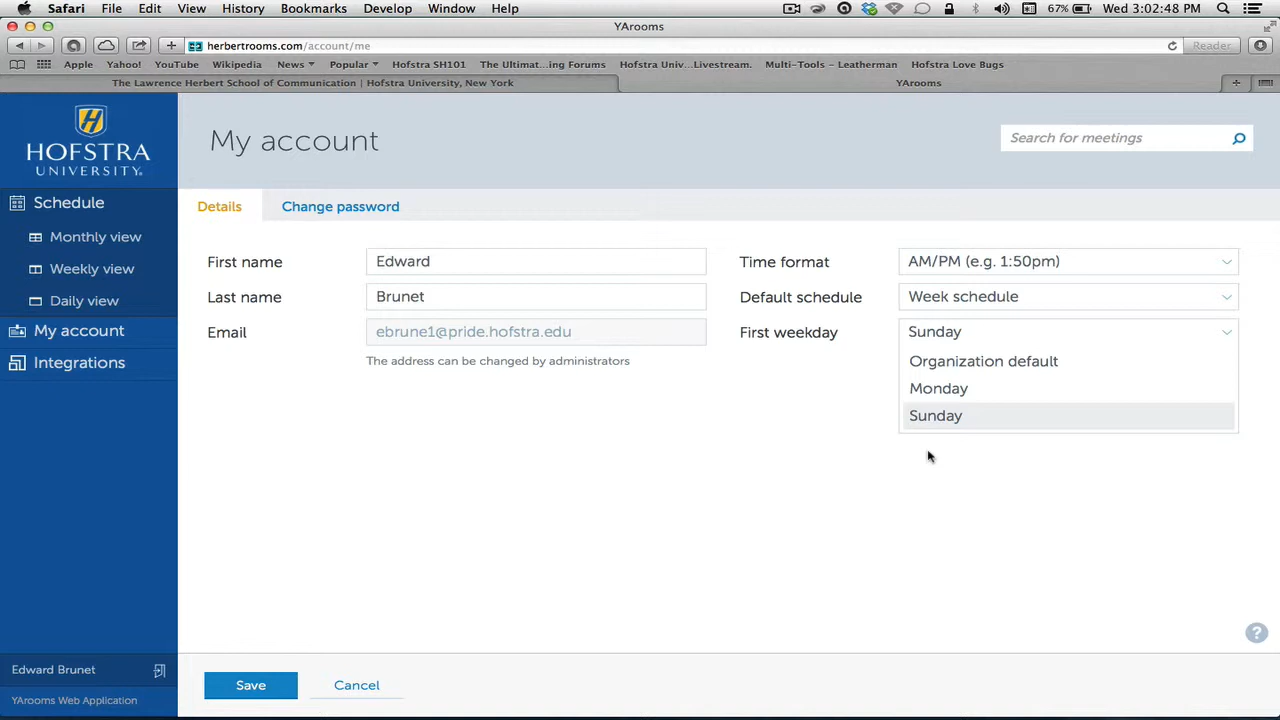 Safari File Edit View History Bookmarks Develop Window Help 67% Wed 3:02:48 PM
YArooms
herbertrooms.com/account/me Reader
Apple Yahoo! YouTube Wikipedia News Popular Hofstra SH101 The Ultimat...ing Forums Hofstra Univ...Livestream. Multi-Tools – Leatherman Hofstra Love Bugs
The Lawrence Herbert School of Communication | Hofstra University, New York YArooms
HOFSTRA
UNIVERSITY.
My account
Search for meetings
Schedule
Monthly view
Weekly view
Daily view
My account
Integrations
Details Change password
First name Edward
Last name Brunet
Email ebrune1@pride.hofstra.edu
The address can be changed by administrators
Time format AM/PM (e.g. 1:50pm)
Default schedule Week schedule
First weekday Sunday
Organization default
Monday
Sunday
?
Edward Brunet
YArooms Web Application
Save Cancel